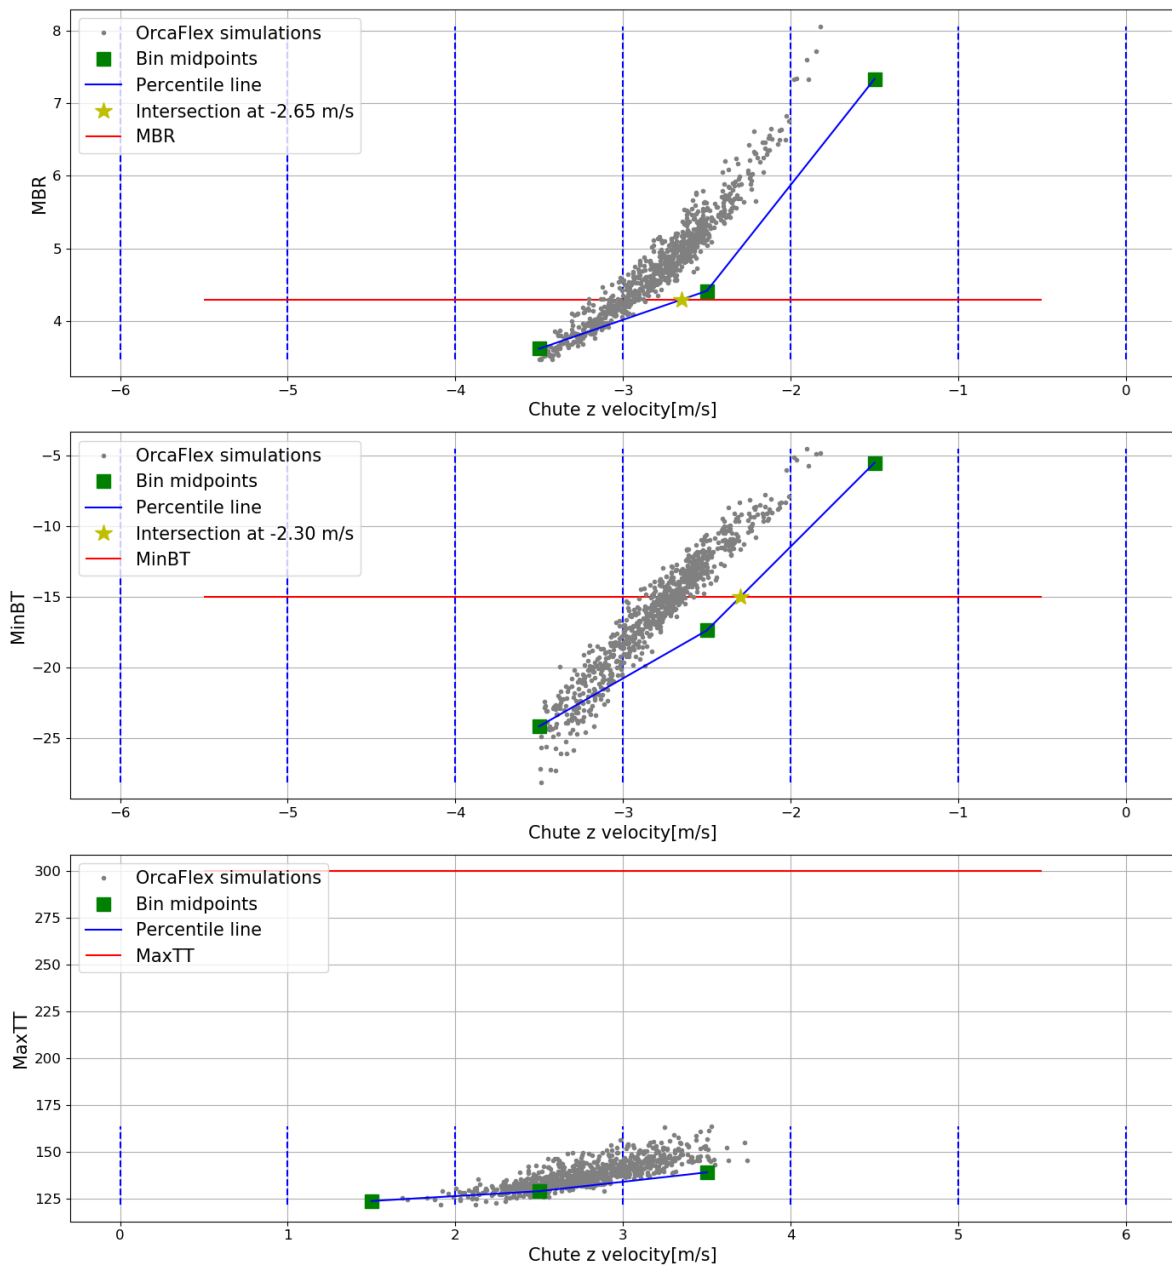 8
7
6
5
4
MBR
OrcaFlex simulations
Bin midpoints
Percentile line
Intersection at -2.65 m/s
MBR
−6
−5
−4
−3
−2
−1
0
Chute z velocity[m/s]
−5
−10
−15
−20
−25
MinBT
OrcaFlex simulations
Bin midpoints
Percentile line
Intersection at -2.30 m/s
MinBT
−6
−5
−4
−3
−2
−1
0
Chute z velocity[m/s]
300
275
250
225
200
175
150
125
MaxTT
OrcaFlex simulations
Bin midpoints
Percentile line
MaxTT
0
1
2
3
4
5
6
Chute z velocity[m/s]